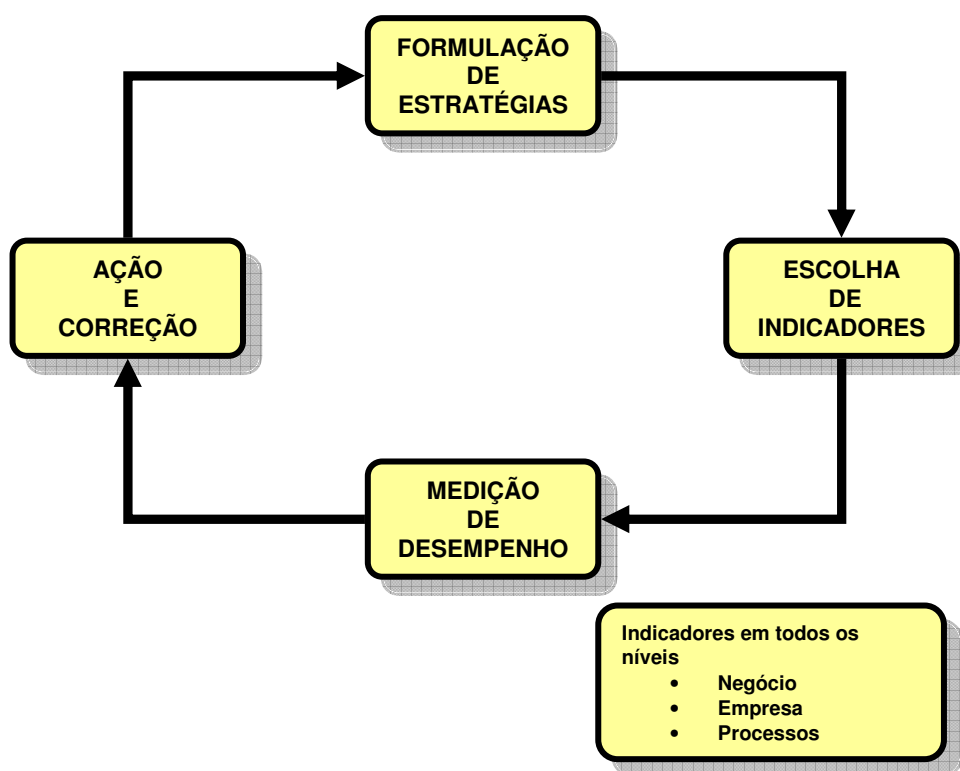 FORMULAÇÃO
DE
ESTRATÉGIAS
AÇÃO
E
CORREÇÃO
ESCOLHA
DE
INDICADORES
MEDIÇÃO
DE
DESEMPENHO
Indicadores em todos os
níveis
• Negócio
• Empresa
• Processos